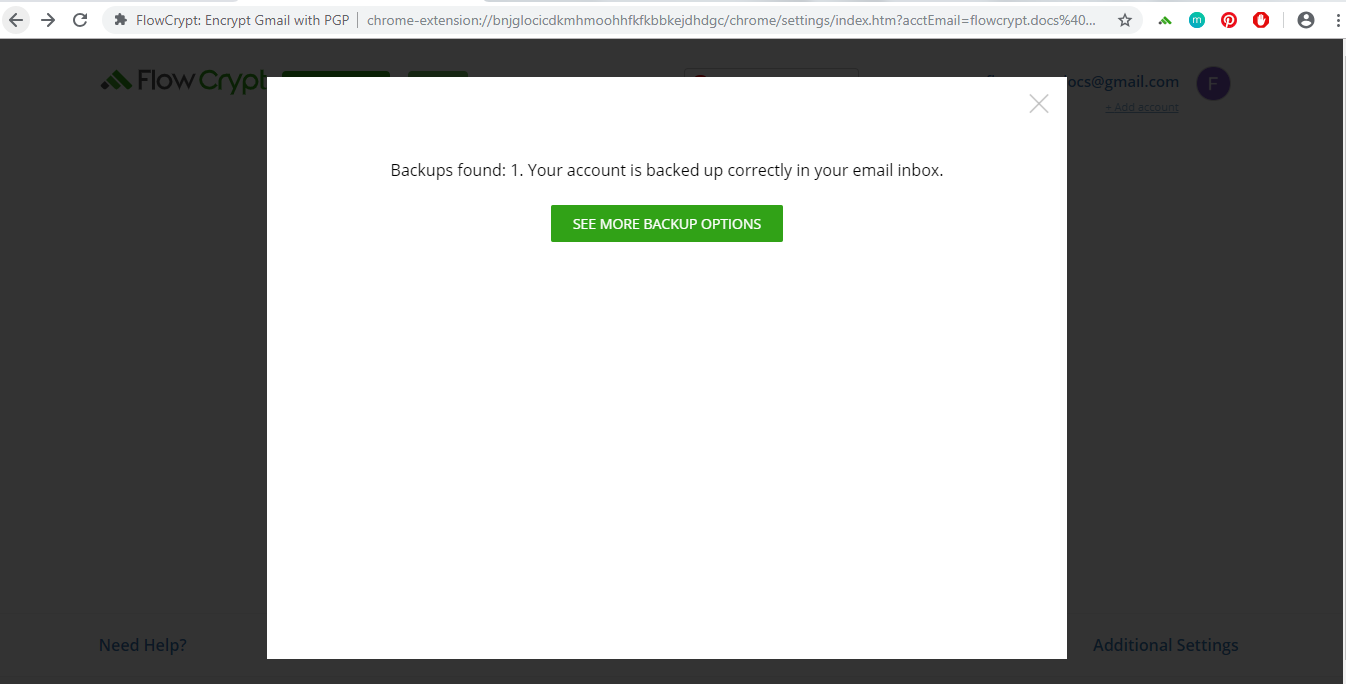 FlowCrypt: Encrypt Gmail with PGP
chrome-extension://bnjglocicdkmhmoohhfkfkbbkejdhdgc/chrome/settings/index.htm?acctEmail=flowcrypt.docs%40...
m
FlowCrypt
ocs@gmail.com
F
+ Add account
Backups found: 1. Your account is backed up correctly in your email inbox.
SEE MORE BACKUP OPTIONS
Need Help?
Additional Settings